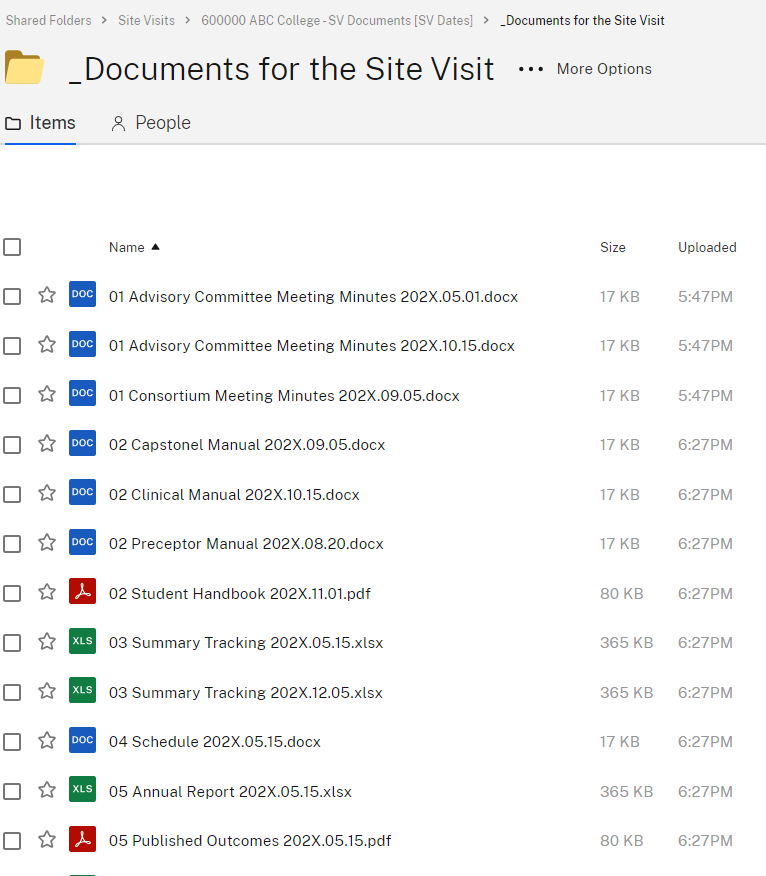 Shared Folders > Site Visits > 600000 ABC College - SV Documents [SV Dates] > _Documents for the Site Visit
_Documents for the Site Visit ••• More Options
Items People
Name ▲ Size Uploaded
DOC 01 Advisory Committee Meeting Minutes 202X.05.01.docx 17 KB 5:47PM
DOC 01 Advisory Committee Meeting Minutes 202X.10.15.docx 17 KB 5:47PM
DOC 01 Consortium Meeting Minutes 202X.09.05.docx 17 KB 5:47PM
DOC 02 Capstonel Manual 202X.09.05.docx 17 KB 6:27PM
DOC 02 Clinical Manual 202X.10.15.docx 17 KB 6:27PM
DOC 02 Preceptor Manual 202X.08.20.docx 17 KB 6:27PM
02 Student Handbook 202X.11.01.pdf 80 KB 6:27PM
XLS 03 Summary Tracking 202X.05.15.xlsx 365 KB 6:27PM
XLS 03 Summary Tracking 202X.12.05.xlsx 365 KB 6:27PM
DOC 04 Schedule 202X.05.15.docx 17 KB 6:27PM
XLS 05 Annual Report 202X.05.15.xlsx 365 KB 6:27PM
05 Published Outcomes 202X.05.15.pdf 80 KB 6:27PM